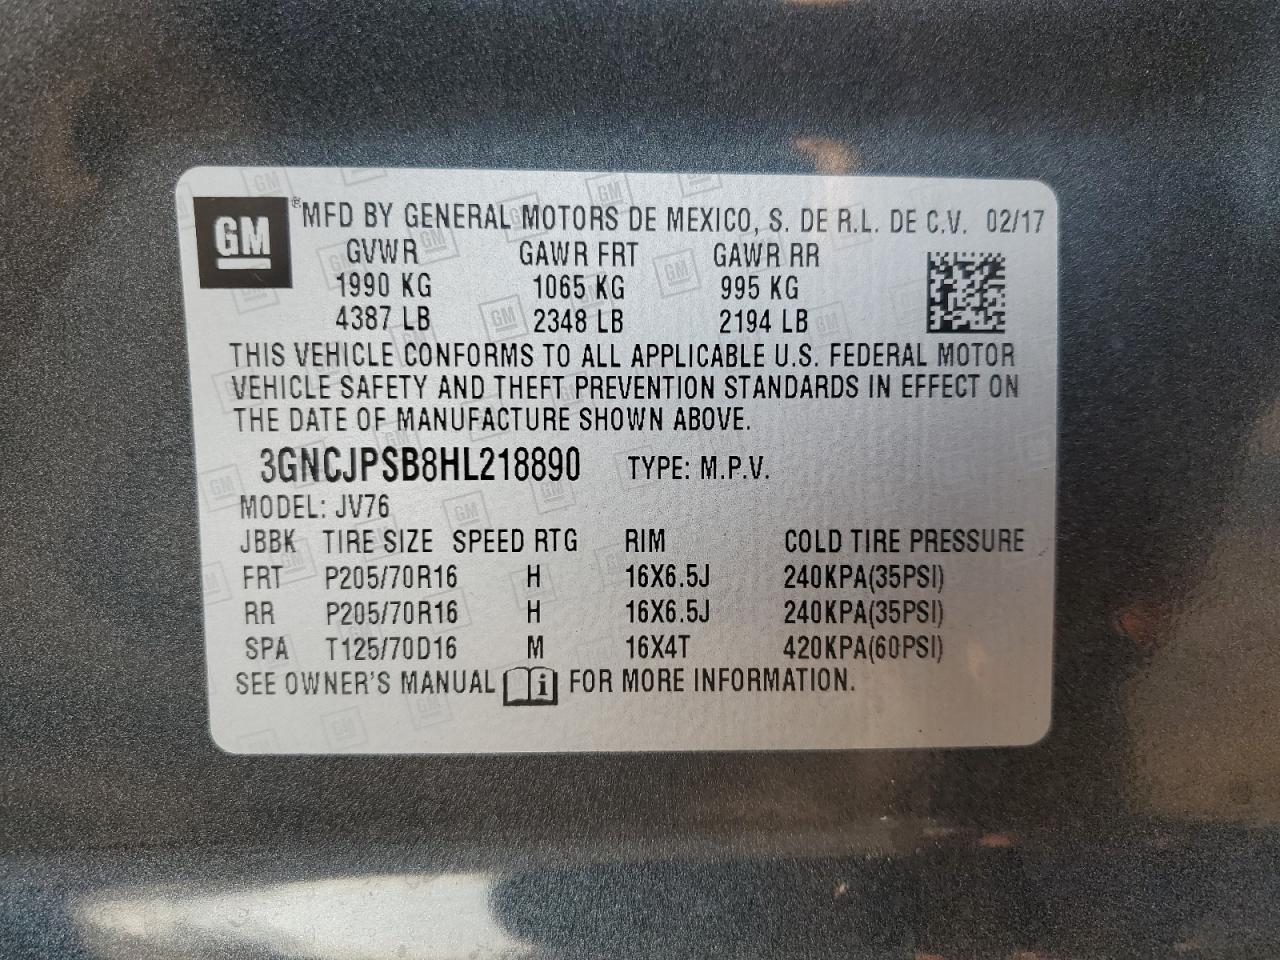 GM ® MFD BY GENERAL MOTORS DE MEXICO, S. DE R.L. DE C.V. 02/17
GVWR GAWR FRT GAWR RR
1990 KG 1065 KG 995 KG
4387 LB 2348 LB 2194 LB
THIS VEHICLE CONFORMS TO ALL APPLICABLE U.S. FEDERAL MOTOR
VEHICLE SAFETY AND THEFT PREVENTION STANDARDS IN EFFECT ON
THE DATE OF MANUFACTURE SHOWN ABOVE.
3GNCJPSB8HL218890 TYPE: M.P.V.
MODEL: JV76
JBBK TIRE SIZE SPEED RTG RIM COLD TIRE PRESSURE
FRT P205/70R16 H 16X6.5J 240KPA(35PSI)
RR P205/70R16 H 16X6.5J 240KPA(35PSI)
SPA T125/70D16 M 16X4T 420KPA(60PSI)
SEE OWNER'S MANUAL i FOR MORE INFORMATION.